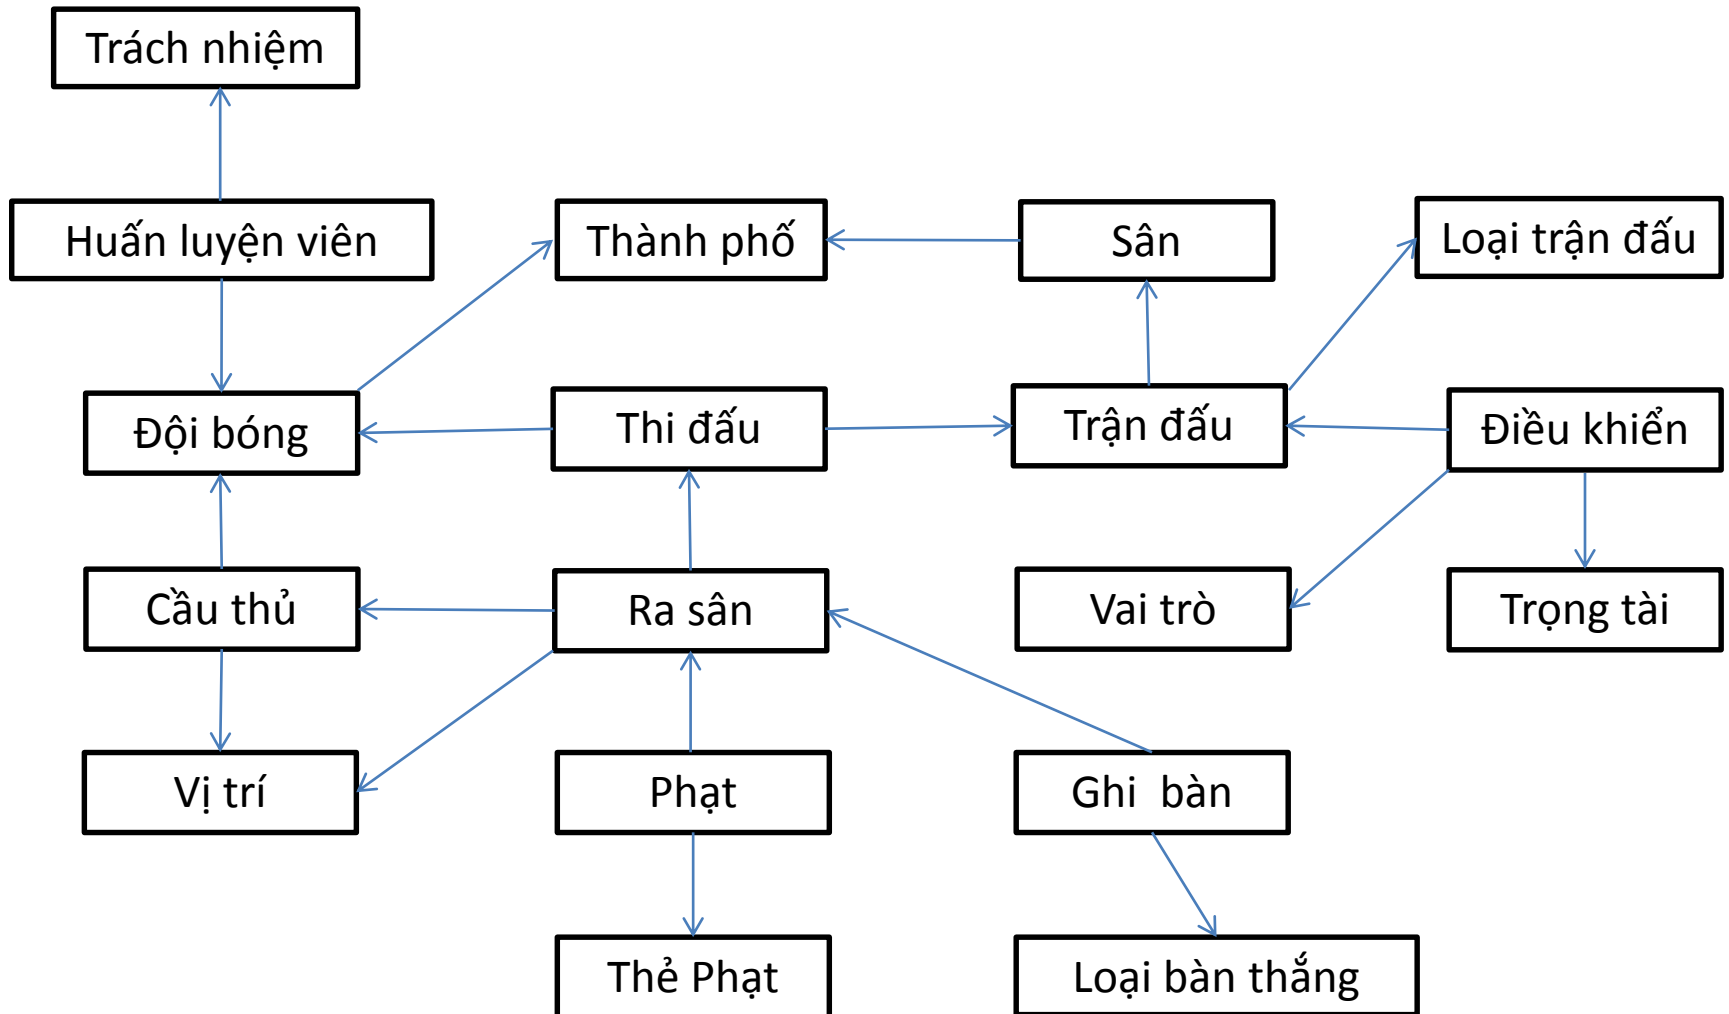 Trách nhiệm
Huấn luyện viên
Thành phố
Sân
Loại trận đấu
Đội bóng
Thi đấu
Trận đấu
Điều khiển
Cầu thủ
Ra sân
Vai trò
Trọng tài
Vị trí
Phạt
Ghi bàn
Thẻ Phạt
Loại bàn thắng